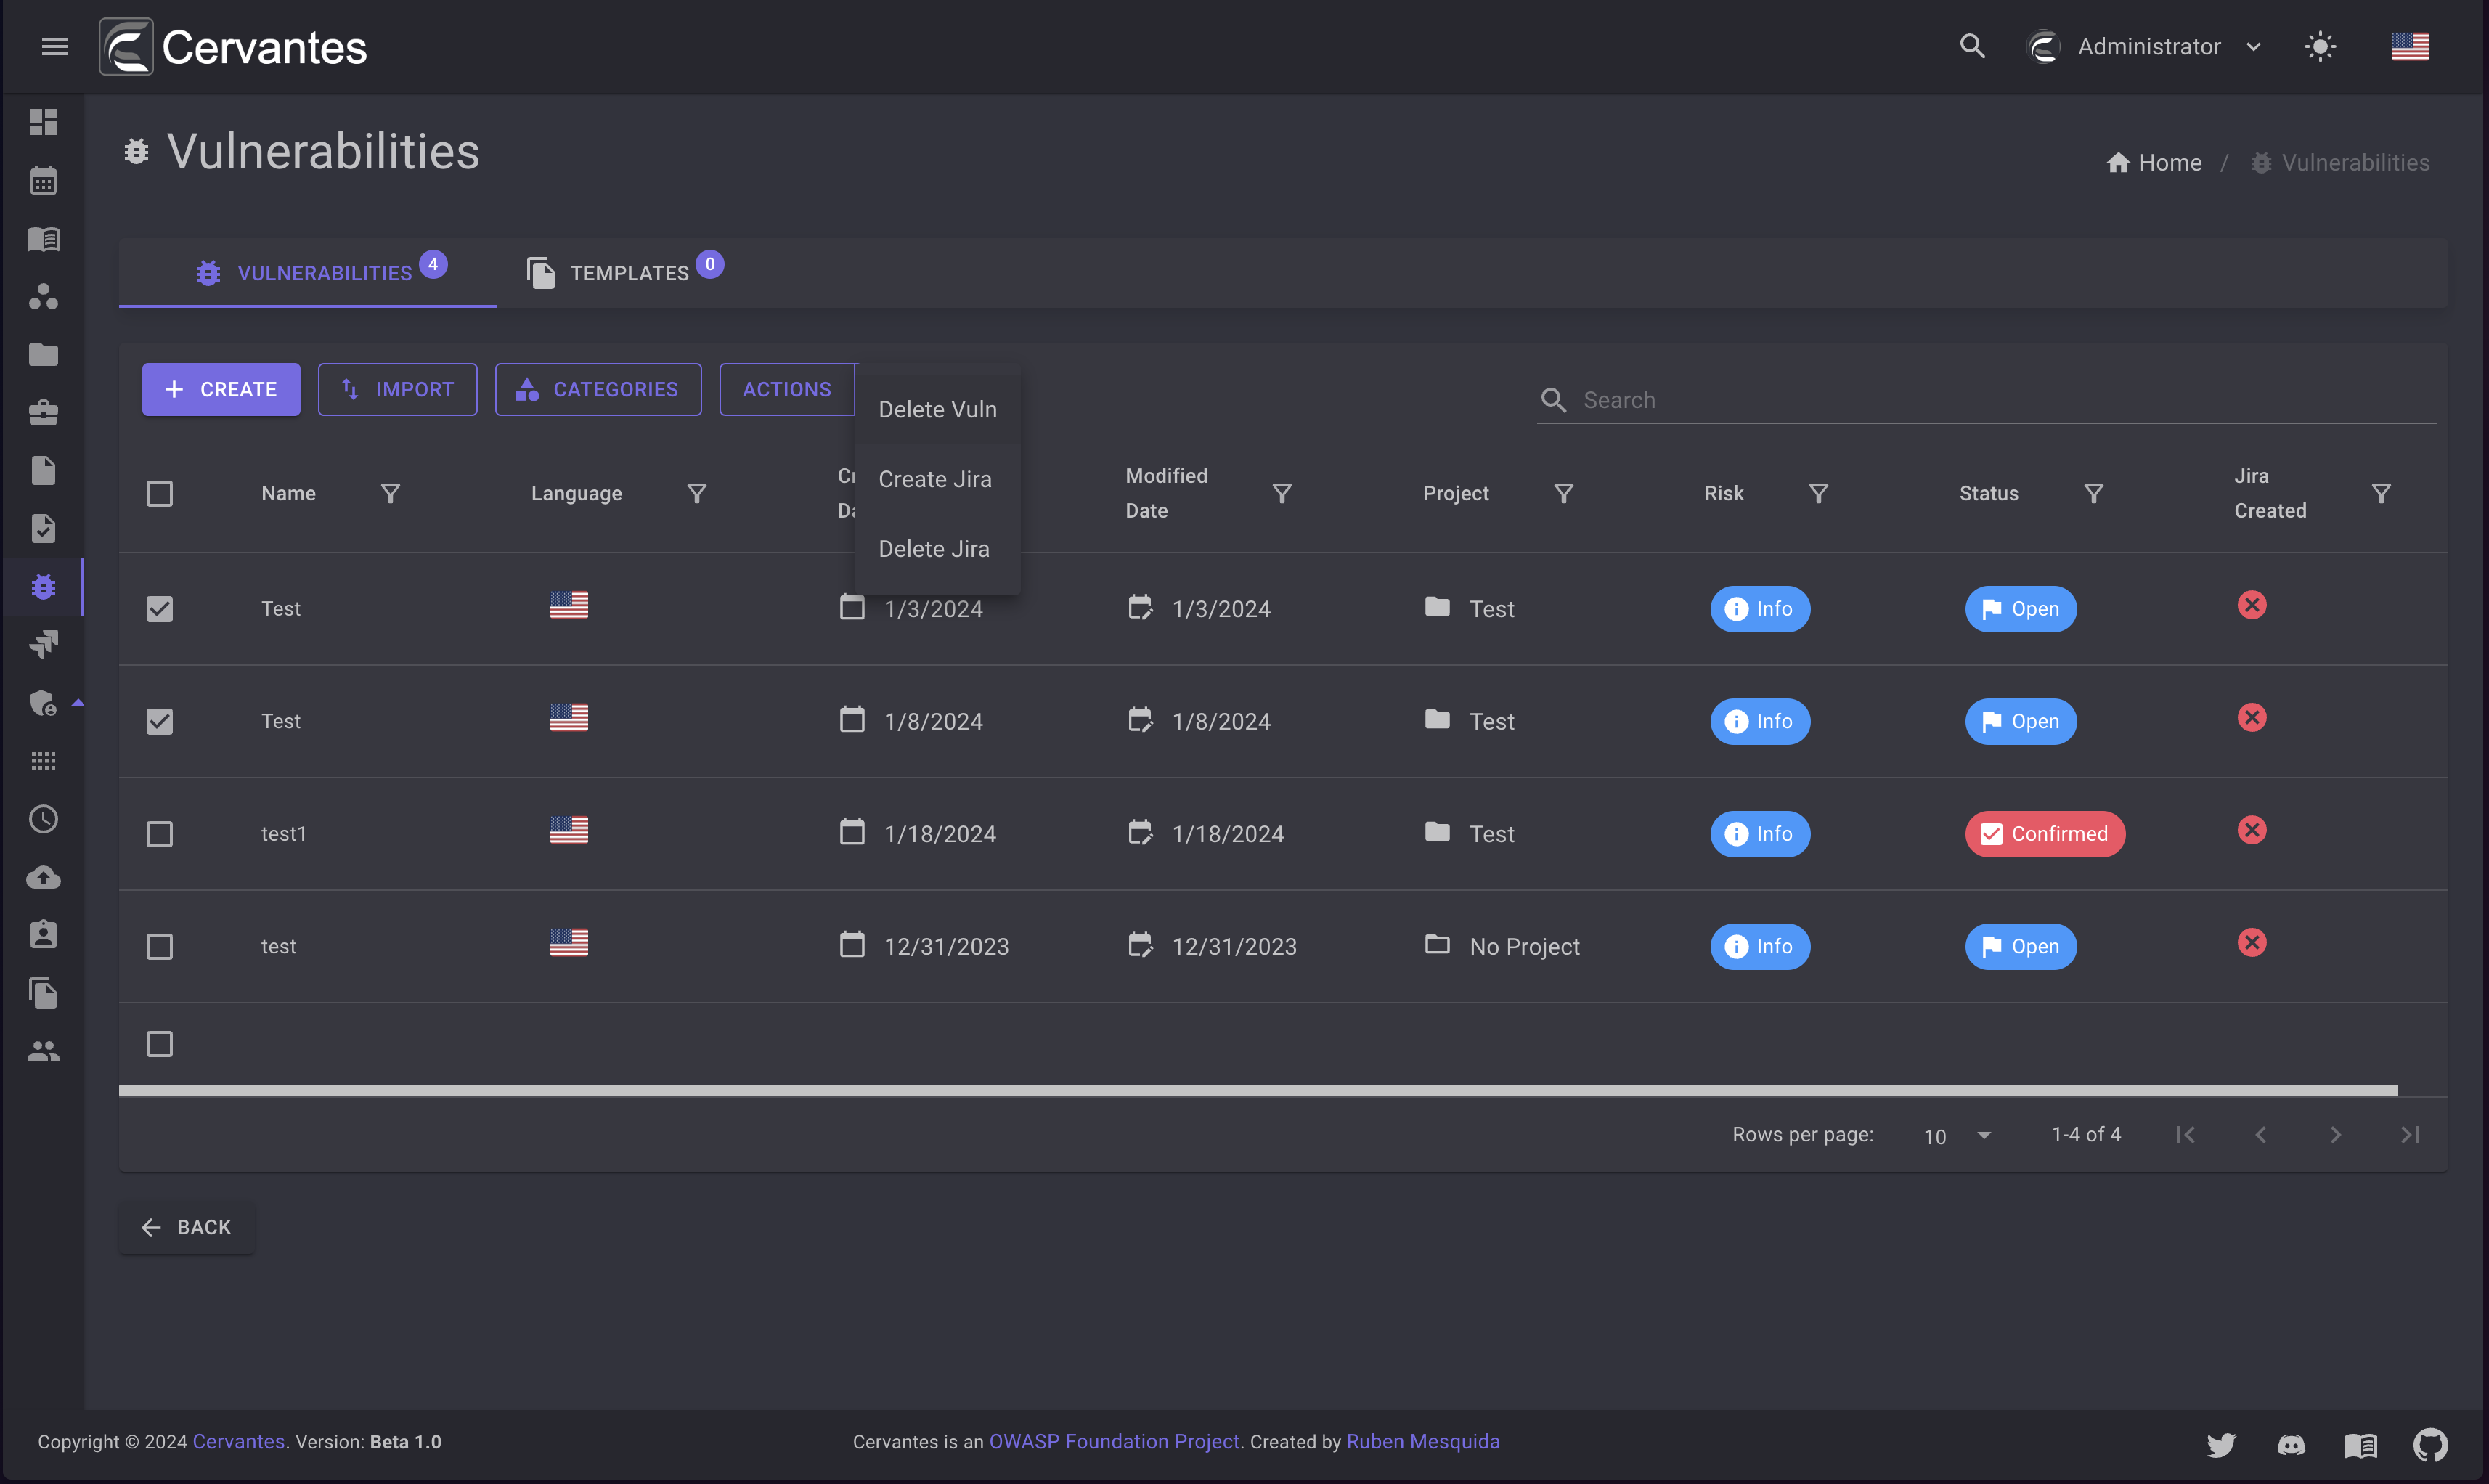 Cervantes
Administrator
Vulnerabilities
Home / Vulnerabilities
VULNERABILITIES 4
TEMPLATES 0
CREATE
IMPORT
CATEGORIES
ACTIONS
Delete Vuln
Create Jira
Delete Jira
Search
Name
Language
Modified
Date
Project
Risk
Status
Jira
Created
Test 1/3/2024 1/3/2024 Test Info Open
Test 1/8/2024 1/8/2024 Test Info Open
test1 1/18/2024 1/18/2024 Test Info Confirmed
test 12/31/2023 12/31/2023 No Project Info Open
Rows per page: 10 1-4 of 4
BACK
Copyright © 2024 Cervantes. Version: Beta 1.0
Cervantes is an OWASP Foundation Project. Created by Ruben Mesquida